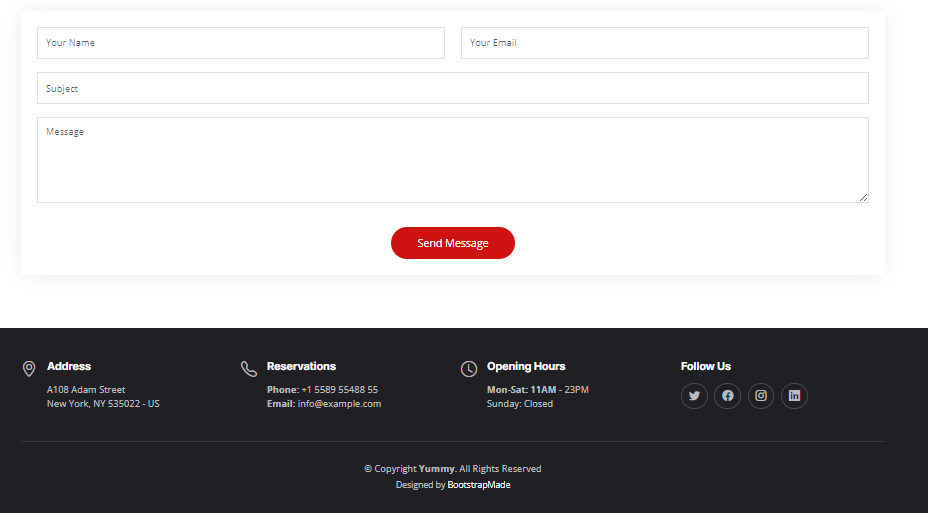 Your Name
Your Email
Subject
Message
Send Message
Address
A108 Adam Street
New York, NY 535022 - US
Reservations
Phone: +1 5589 55488 55
Email: info@example.com
Opening Hours
Mon-Sat: 11AM - 23PM
Sunday: Closed
Follow Us
© Copyright Yummy. All Rights Reserved
Designed by BootstrapMade